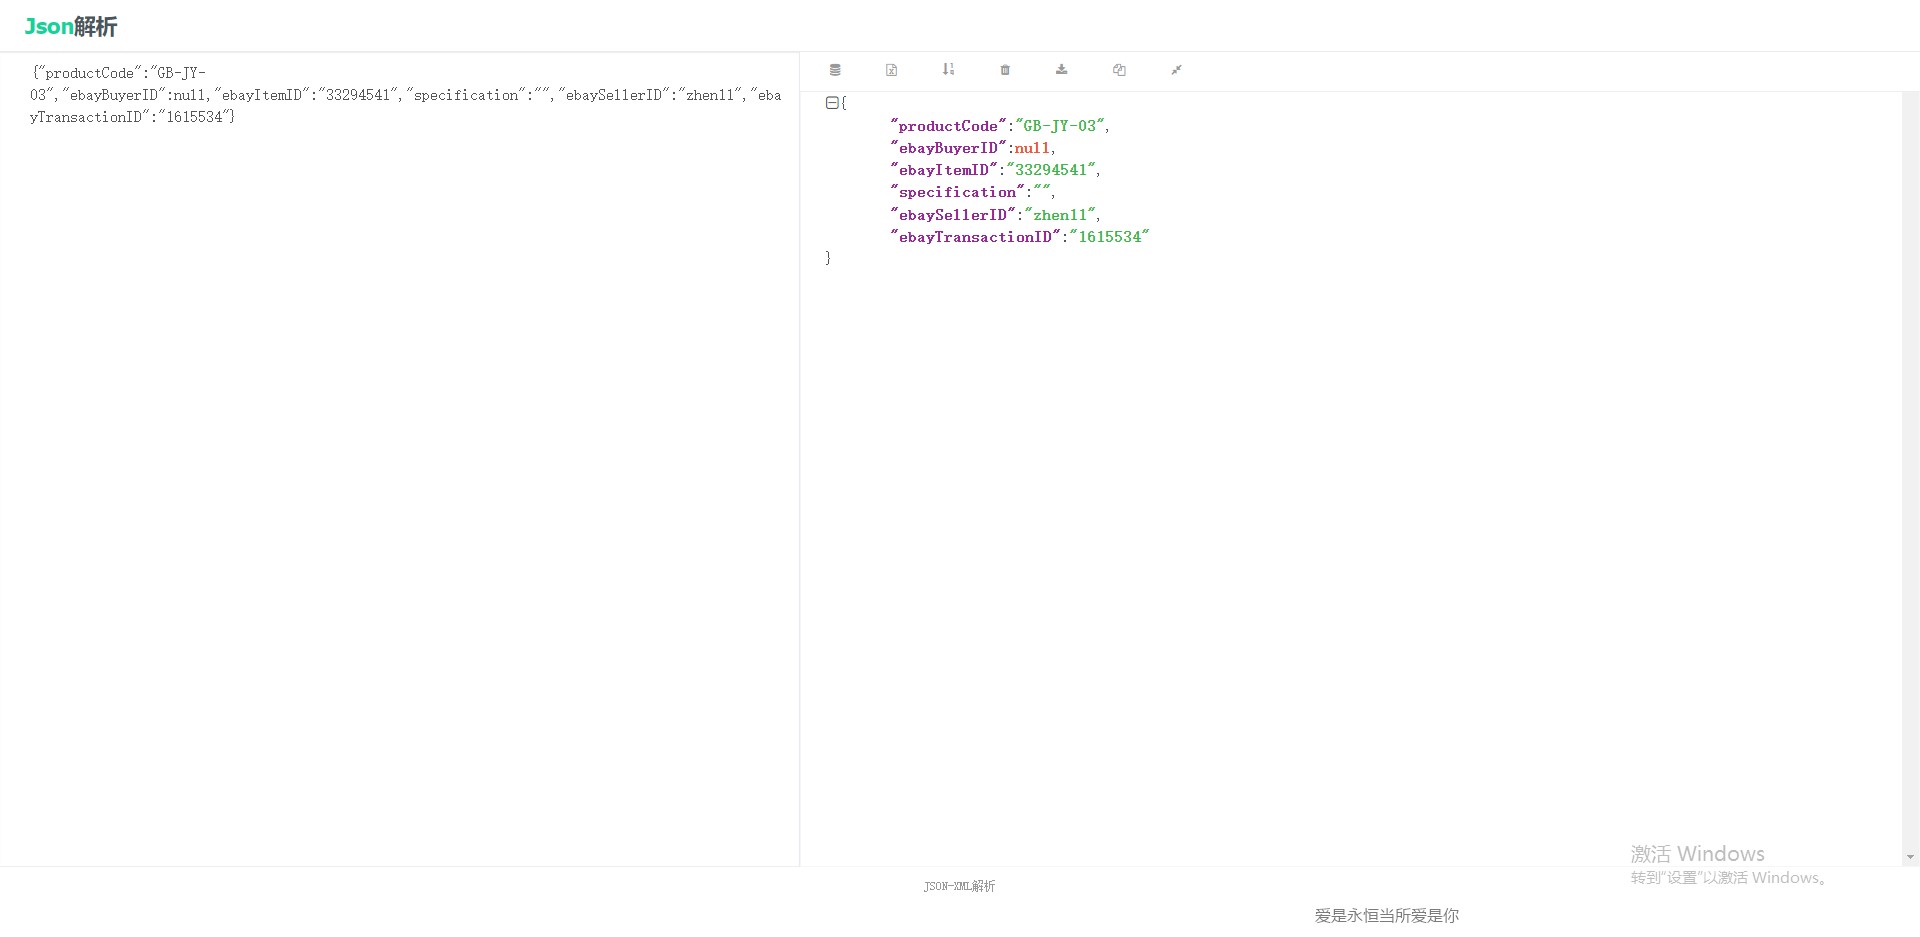 Json解析
{"productCode":"GB-JY-
03","ebayBuyerID":null,"ebayItemID":"33294541","specification":"","ebaySellerID":"zhen11","eba
yTransactionID":"1615534"}
{
"productCode":"GB-JY-03",
"ebayBuyerID":null,
"ebayItemID":"33294541",
"specification":"",
"ebaySellerID":"zhen11",
"ebayTransactionID":"1615534"
}
激活 Windows
转到"设置"以激活 Windows。
JSON-XML解析
爱是永恒当所爱是你